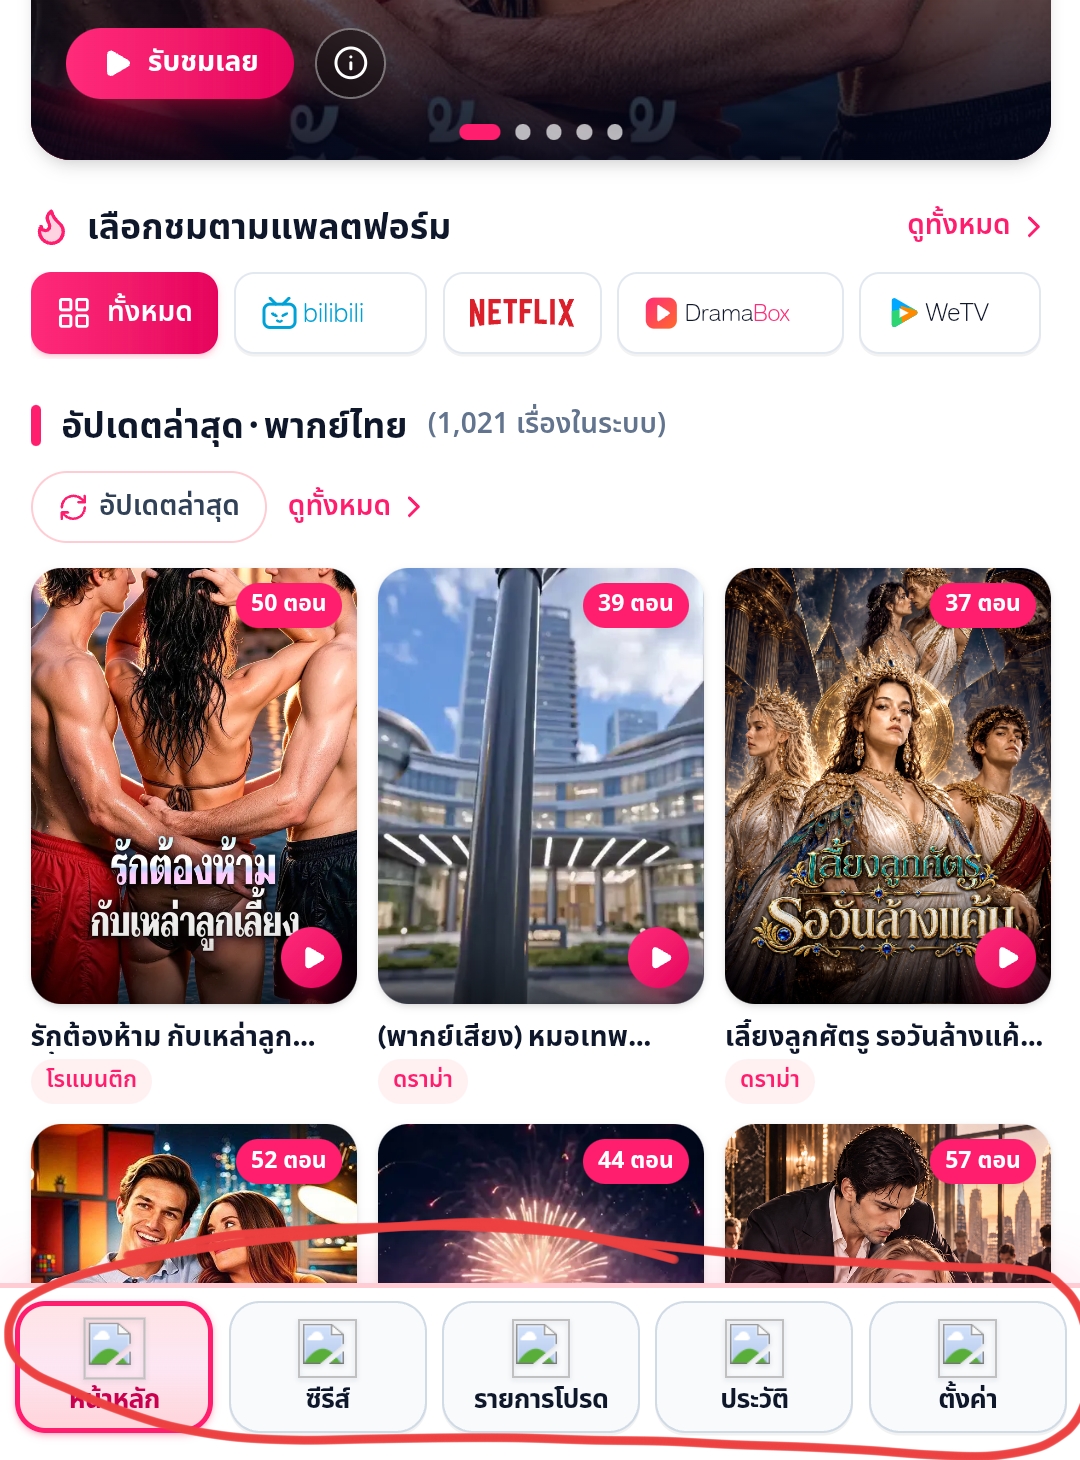 รับชมเลย
เลือกชมตามแพลตฟอร์ม
ดูทั้งหมด
ทั้งหมด
bilibili
NETFLIX
DramaBox
WeTV
อัปเดตล่าสุด · พากย์ไทย (1,021 เรื่องในระบบ)
อัปเดตล่าสุด
ดูทั้งหมด
50 ตอน
รักต้องห้าม
กับเหล่าลูกเลี้ยง
39 ตอน
37 ตอน
เลี้ยงลูกศัตรู
รอวันล้างแค้น
รักต้องห้าม กับเหล่าลูก...
(พากย์เสียง) หมอเทพ...
เลี้ยงลูกศัตรู รอวันล้างแค้...
โรแมนติก
ดราม่า
ดราม่า
52 ตอน
44 ตอน
57 ตอน
หน้าหลัก
ซีรีส์
รายการโปรด
ประวัติ
ตั้งค่า